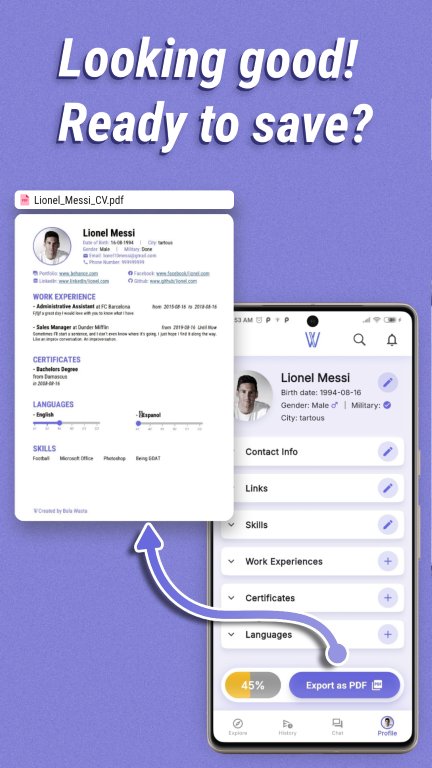 Looking good!
Ready to save?
Lionel_Messi_CV.pdf
Lionel Messi
Date of Birth: 16-08-1994 | City: tartous
Gender: Male | Military: Done
Email: lionel10messi@gmail.com
Phone Number: 999999999
Portfolio: www.behance.com
Facebook: www.facebook/lionel.com
LinkedIn: www.linkedin/lionel.com
Github: www.github/lionel.com
WORK EXPERIENCE
- Administrative Assistant at FC Barcelona from 2015-08-16 to 2018-08-16
- Sales Manager at Dunder Mifflin from 2019-08-16 Until Now
Sometimes I'll start a sentence, and I don't even know where it's going, I just hope I find it along the way.
Like an improv conversation. An improversation.
CERTIFICATES
- Bachelors Degree
from Damascus
in 2018-08-16
LANGUAGES
- English
- Espanol
SKILLS
Football Microsoft Office Photoshop Being GOAT
Created by Bala Wasta
:53 AM
Lionel Messi
Birth date: 1994-08-16
Gender: Male | Military:
City: tartous
Contact Info
Links
Skills
Work Experiences
Certificates
Languages
45%
Export as PDF
Explore
History
Chat
Profile